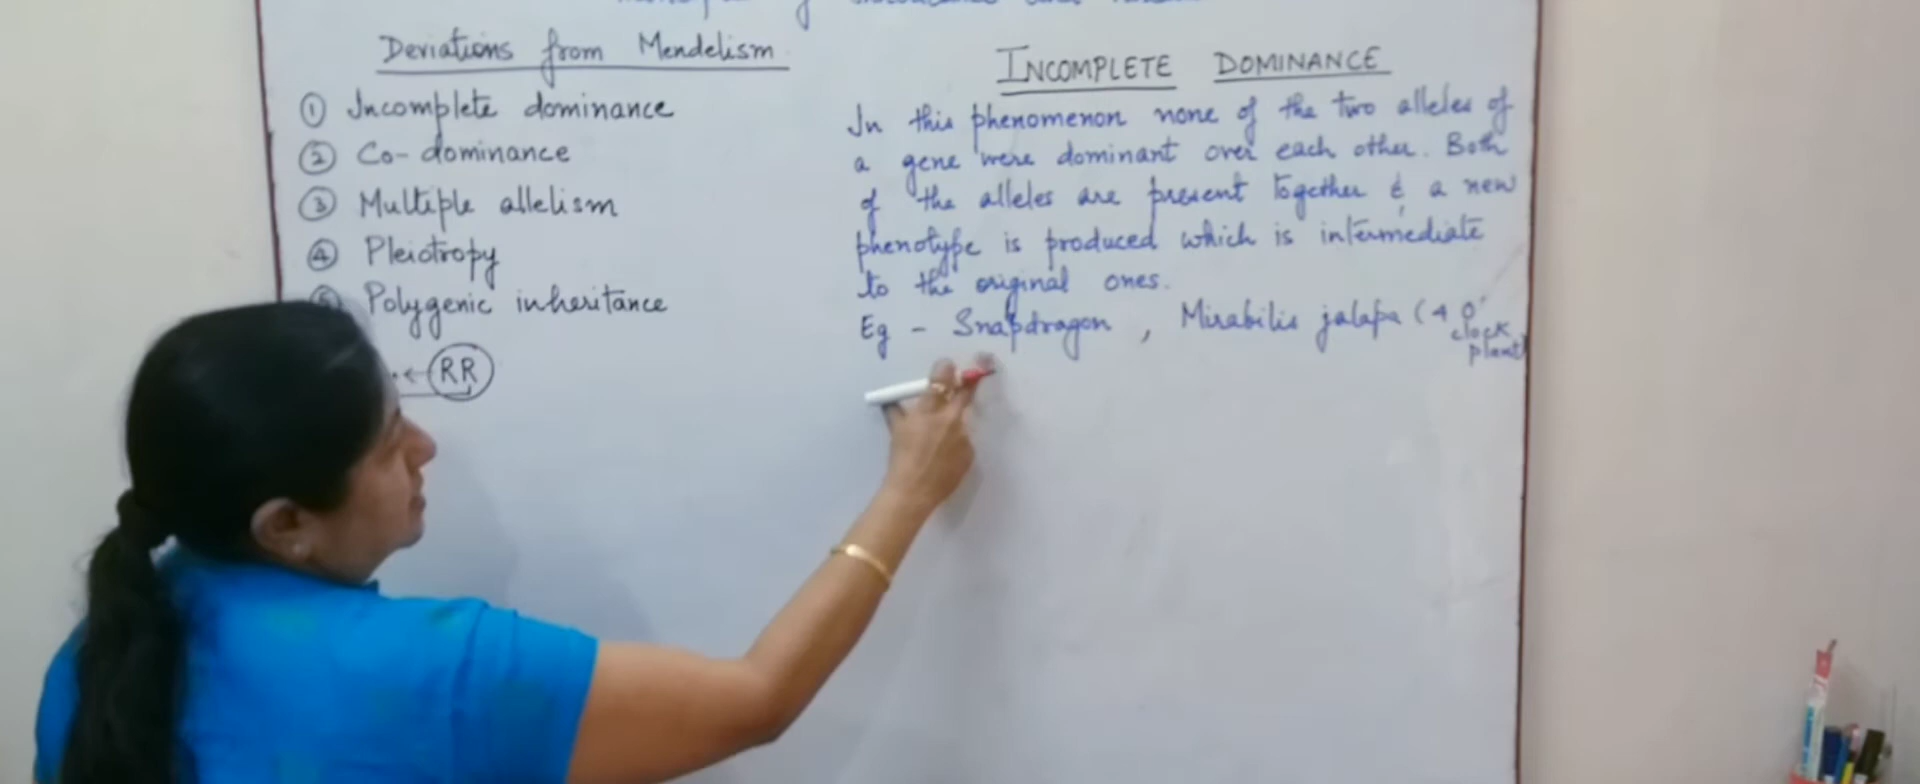 Deviations from Mendelism
① Incomplete dominance
② Co-dominance
③ Multiple allelism
④ Pleiotropy
⑤ Polygenic inheritance
← RR
INCOMPLETE DOMINANCE
In this phenomenon none of the two alleles of
a gene were dominant over each other. Both
of the alleles are present together & a new
phenotype is produced which is intermediate
to the original ones.
Eg - Snapdragon, Mirabilis jalapa (4 O'
clock
plant)